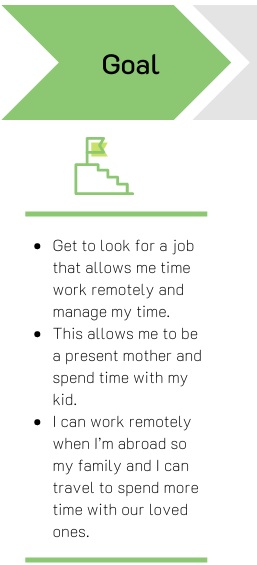 Goal
• Get to look for a job
that allows me time
work remotely and
manage my time.
• This allows me to be
a present mother and
spend time with my
kid.
• I can work remotely
when I'm abroad so
my family and I can
travel to spend more
time with our loved
ones.